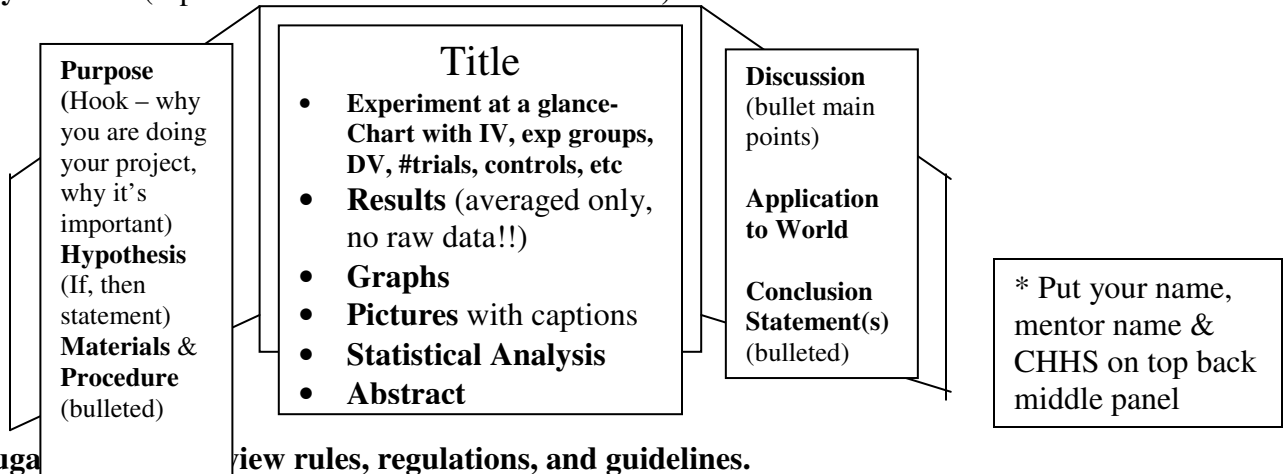 Purpose
(Hook – why
you are doing
your project,
why it's
important)
Hypothesis
(If, then
statement)
Materials &
Procedure
(bulleted)
Title
• Experiment at a glance-
Chart with IV, exp groups,
DV, #trials, controls, etc
• Results (averaged only,
no raw data!!)
• Graphs
• Pictures with captions
• Statistical Analysis
• Abstract
Discussion
(bullet main
points)
Application
to World
Conclusion
Statement(s)
(bulleted)
* Put your name,
mentor name &
CHHS on top back
middle panel
rules, regulations, and guidelines.